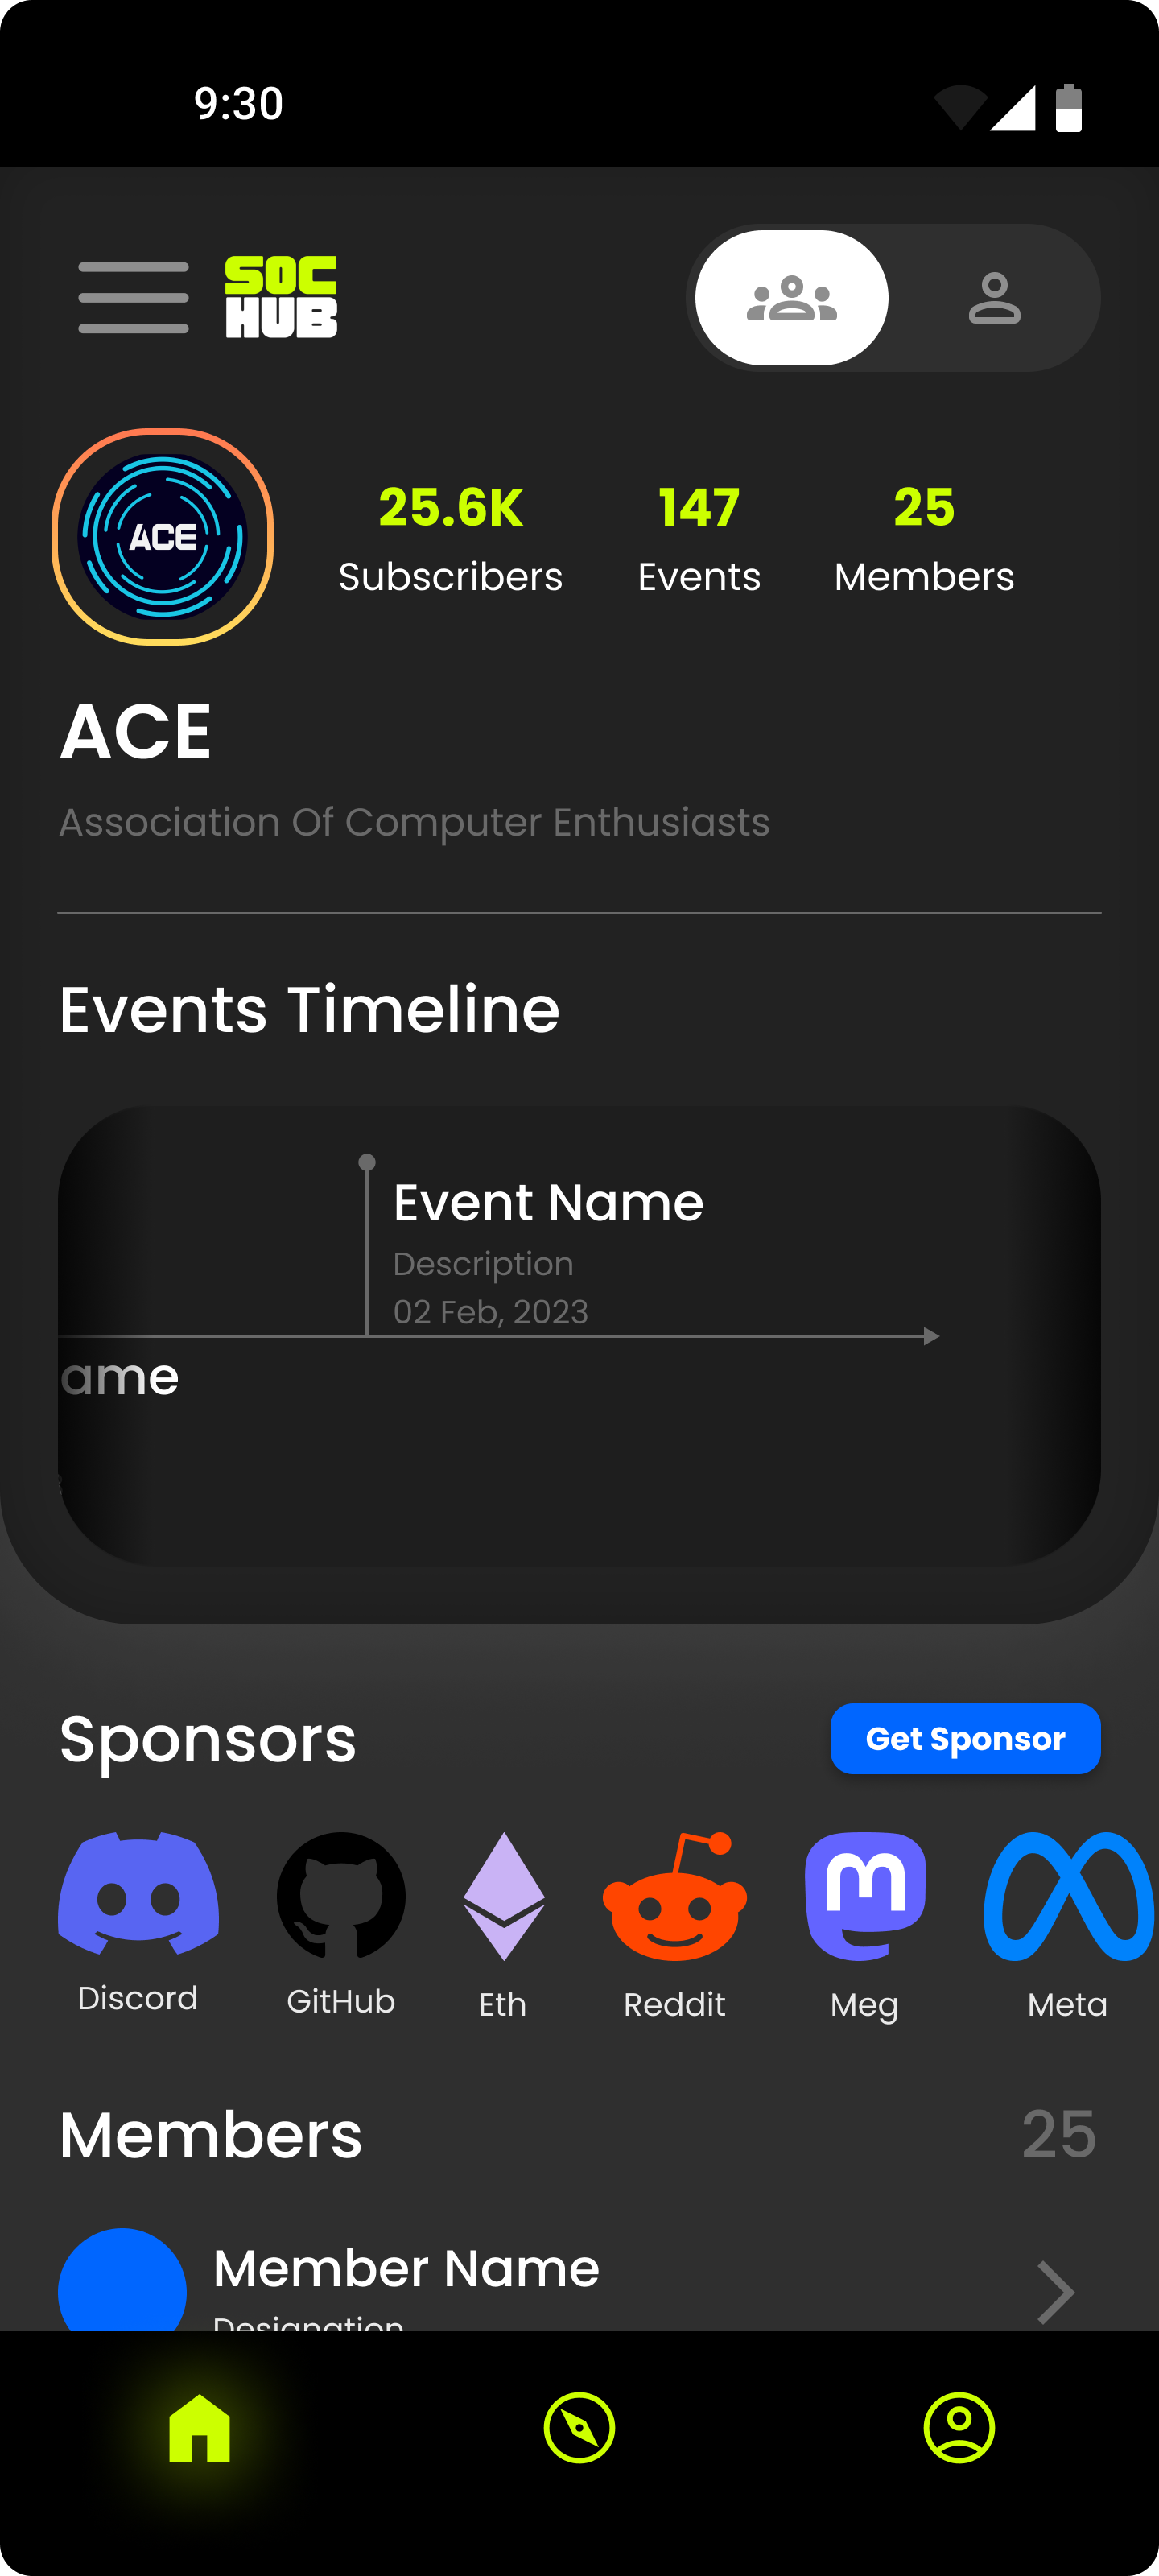 9:30
SOC
HUB
ACE
25.6K
Subscribers
147
Events
25
Members
ACE
Association Of Computer Enthusiasts
Events Timeline
Event Name
Description
02 Feb, 2023
ame
Sponsors
Get Sponsor
m
Discord
GitHub
Eth
Reddit
Meg
Meta
Members
25
Member Name
Designation